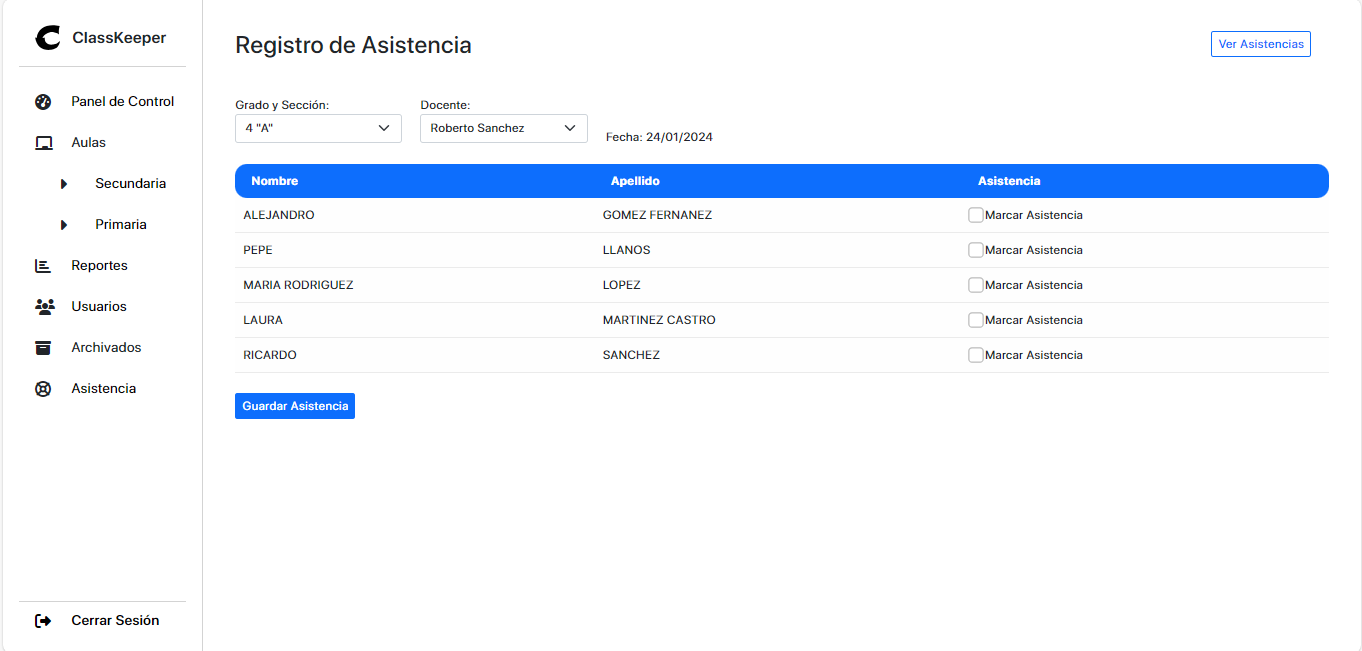 ClassKeeper
Panel de Control
Aulas
Secundaria
Primaria
Reportes
Usuarios
Archivados
Asistencia
Cerrar Sesión
Registro de Asistencia
Ver Asistencias
Grado y Sección: Docente:
4 "A" Roberto Sanchez Fecha: 24/01/2024
Nombre Apellido Asistencia
ALEJANDRO GOMEZ FERNANEZ Marcar Asistencia
PEPE LLANOS Marcar Asistencia
MARIA RODRIGUEZ LOPEZ Marcar Asistencia
LAURA MARTINEZ CASTRO Marcar Asistencia
RICARDO SANCHEZ Marcar Asistencia
Guardar Asistencia